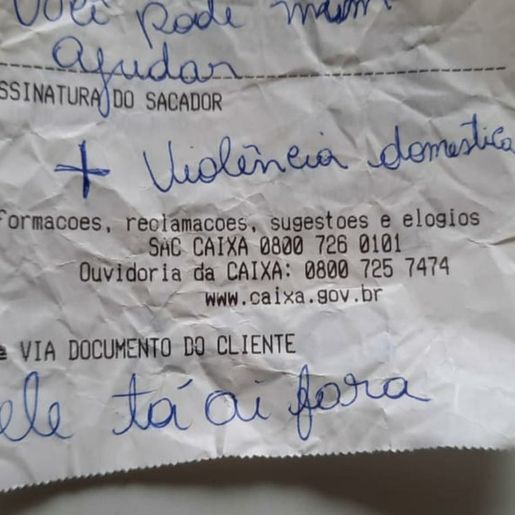 Você pode mim
ajudar
SSINATURA DO SACADOR
+ Violência domestica
formacoes, reclamacoes, sugestoes e elogios
SAC CAIXA 0800 726 0101
Ouvidoria da CAIXA: 0800 725 7474
www.caixa.gov.br
e VIA DOCUMENTO DO CLIENTE
ele tá ai fora